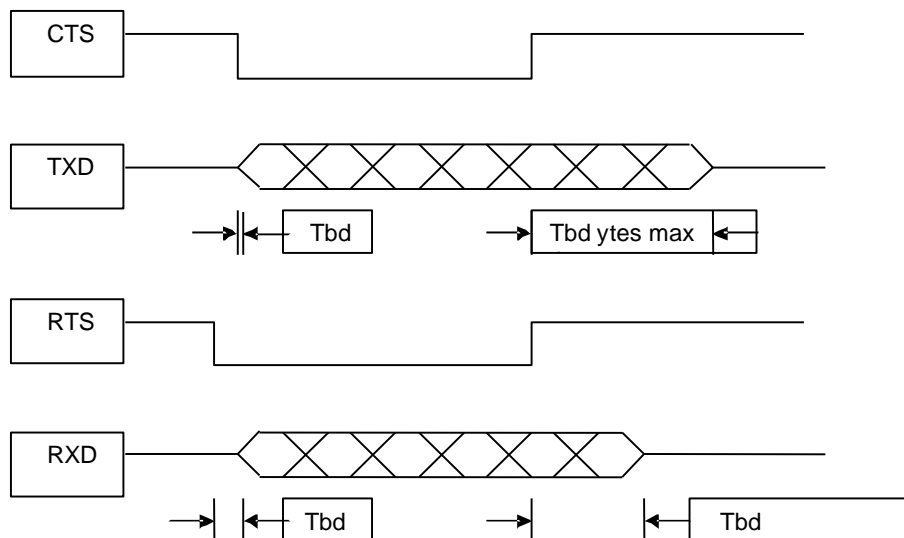 CTS
TXD
Tbd
Tbd ytes max
RTS
RXD
Tbd
Tbd